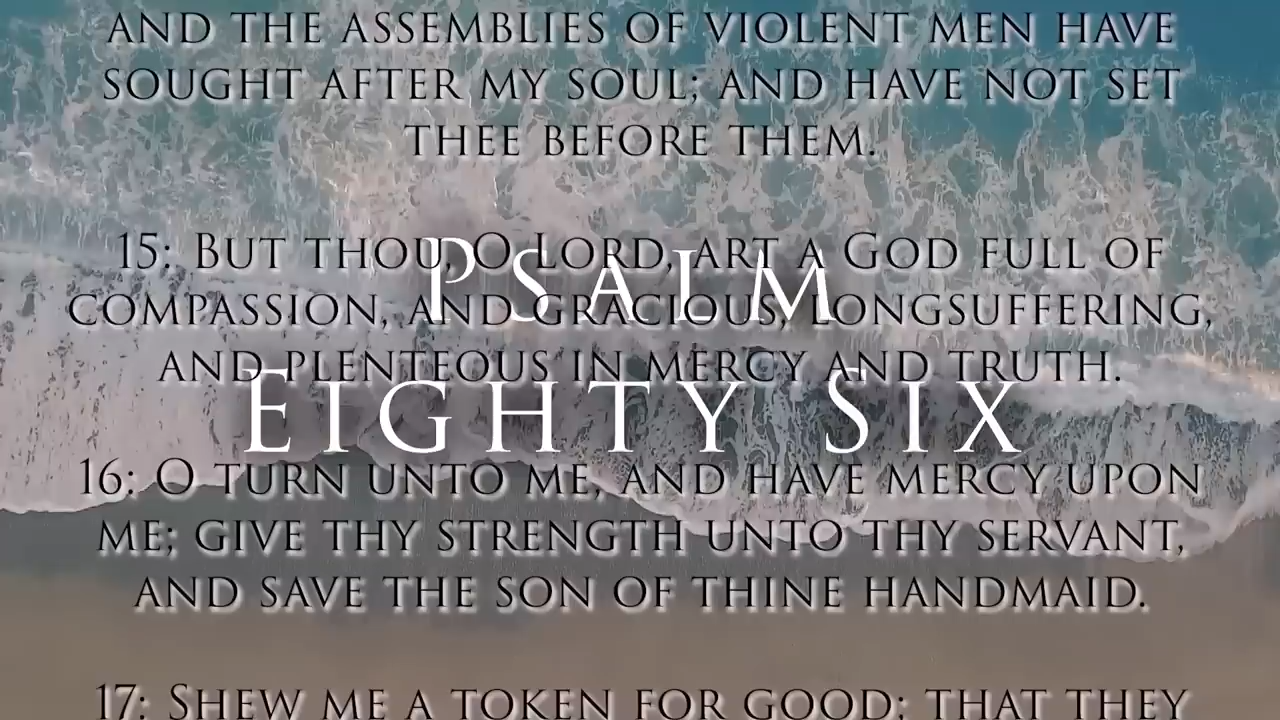 AND THE ASSEMBLIES OF VIOLENT MEN HAVE
SOUGHT AFTER MY SOUL; AND HAVE NOT SET
THEE BEFORE THEM.
15: BUT THOU, O LORD, ART A GOD FULL OF
COMPASSION, AND GRACIOUS, LONGSUFFERING,
AND PLENTEOUS IN MERCY AND TRUTH.
PSALM
EIGHTY SIX
16: O TURN UNTO ME, AND HAVE MERCY UPON
ME; GIVE THY STRENGTH UNTO THY SERVANT,
AND SAVE THE SON OF THINE HANDMAID.
17: SHEW ME A TOKEN FOR GOOD; THAT THEY